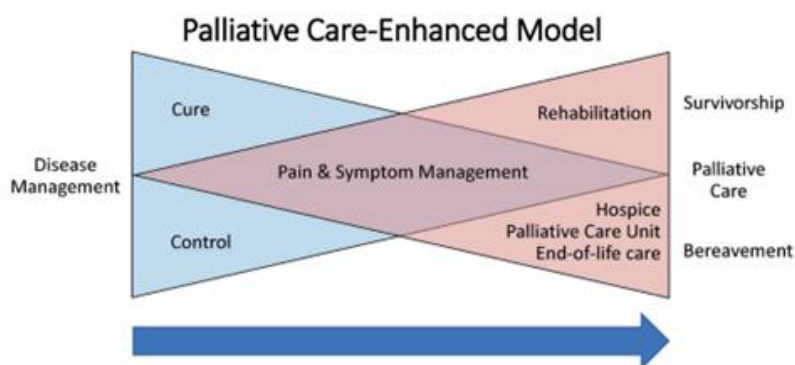 Palliative Care-Enhanced Model
Cure
Rehabilitation
Survivorship
Disease
Management
Pain & Symptom Management
Palliative
Care
Control
Hospice
Palliative Care Unit
End-of-life care
Bereavement